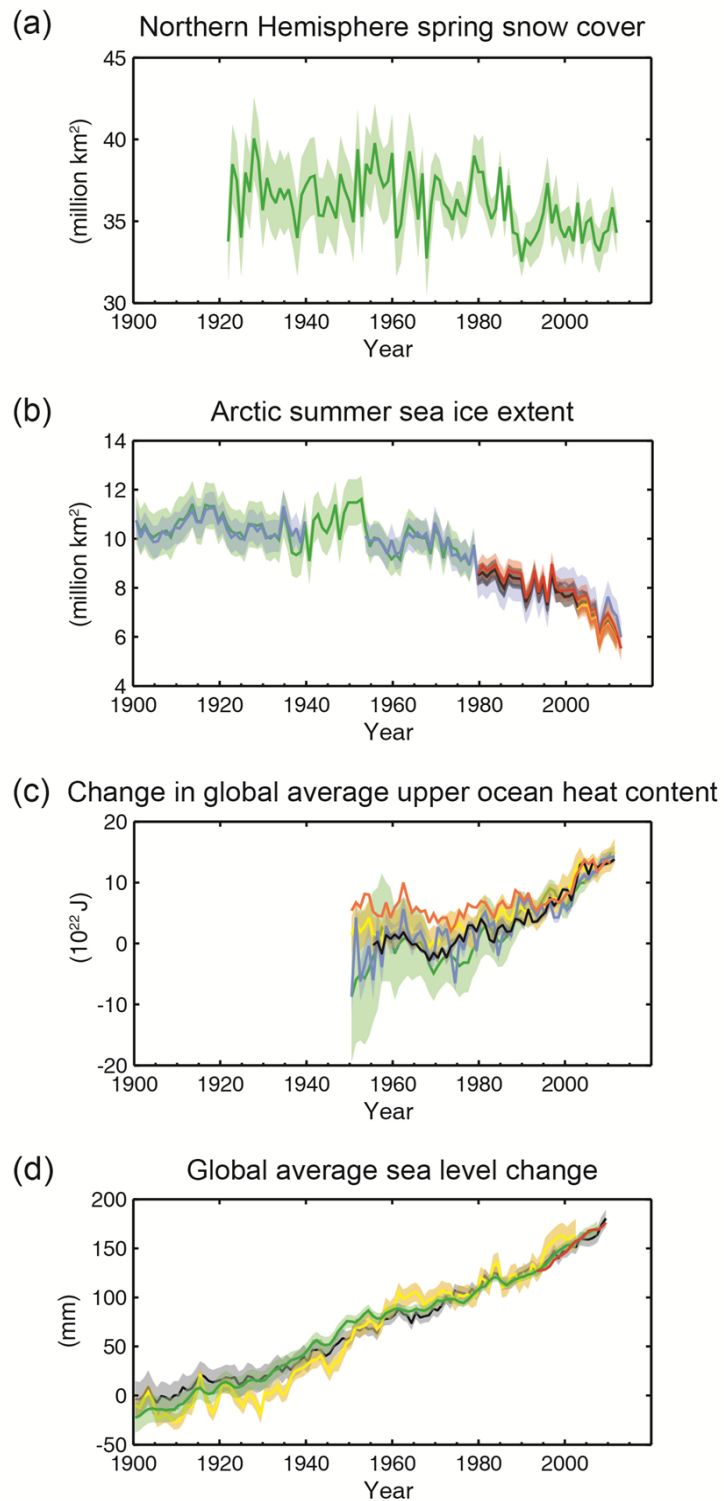 (a) Northern Hemisphere spring snow cover
45
40
35
30
(million km²)
1900 1920 1940 1960 1980 2000
Year
(b) Arctic summer sea ice extent
14
12
10
8
6
4
(million km²)
1900 1920 1940 1960 1980 2000
Year
(c) Change in global average upper ocean heat content
20
10
0
-10
-20
(10²² J)
1900 1920 1940 1960 1980 2000
Year
(d) Global average sea level change
200
150
100
50
0
-50
(mm)
1900 1920 1940 1960 1980 2000
Year